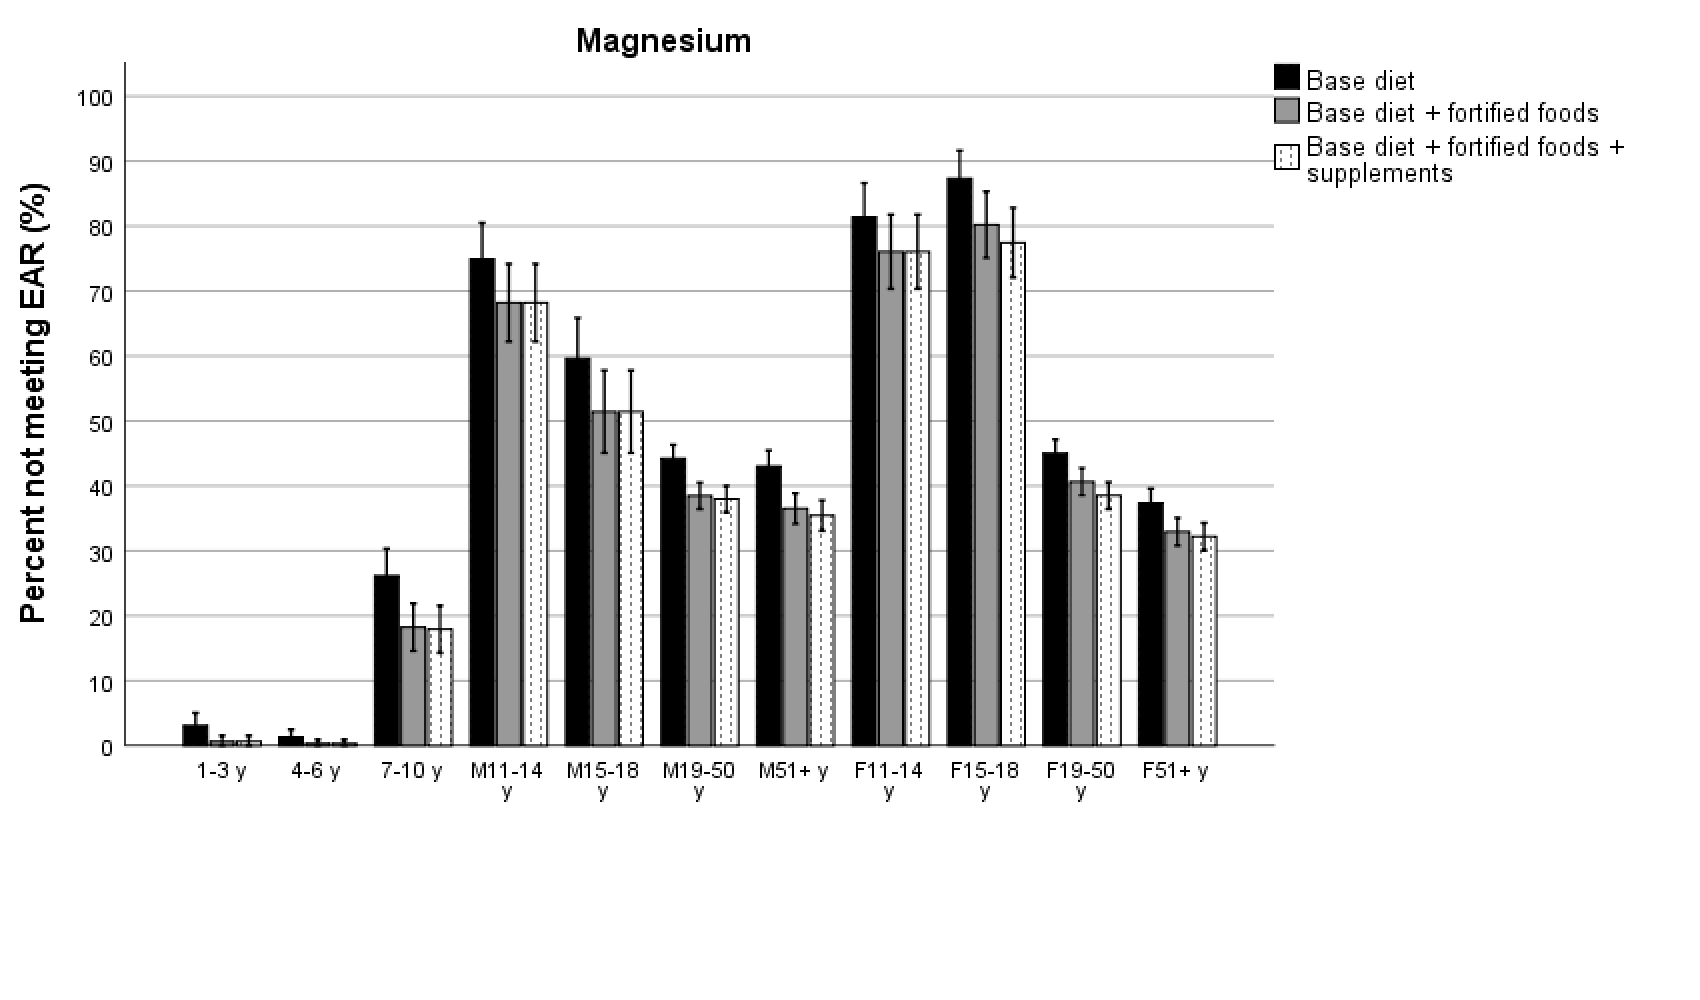 Magnesium
Base diet
Base diet + fortified foods
Base diet + fortified foods +
supplements
Percent not meeting EAR (%)
100
90
80
70
60
50
40
30
20
10
0
1-3 y 4-6 y 7-10 y M11-14 M15-18 M19-50 M51+ y F11-14 F15-18 F19-50 F51+ y
y y y y y y